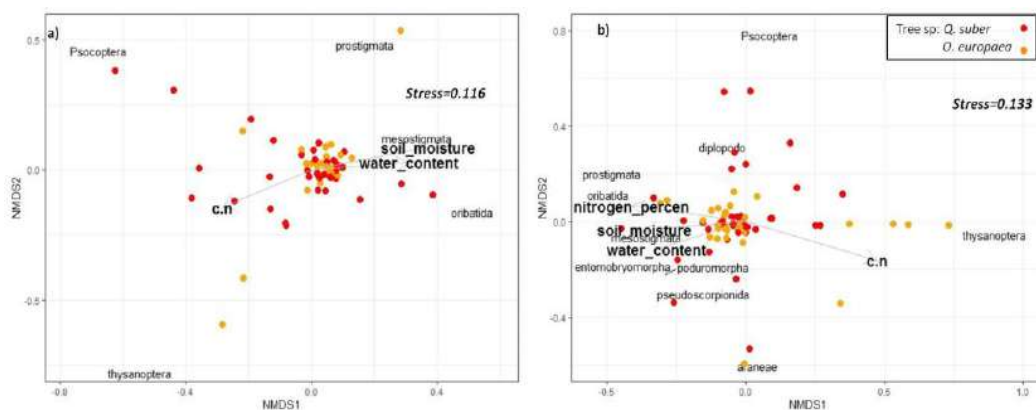 a)
0.5
0.0
-0.5
NMDS2
Psocoptera
prostigmata
Stress=0.116
mesostigmata
soil_moisture
water_content
c.n
oribatida
thysanoptera
-0.8
-0.4
0.0
0.4
NMDS1
b)
0.8
0.4
0.0
-0.4
NMDS2
Psocoptera
Tree sp: Q. suber
O. europaea
Stress=0.133
diplopodo
prostigmata
oribatida
nitrogen_percen
soil_moisture
mesostigmata
water_content
thysanoptera
c.n
entomobryomorpha
poduromorpha
pseudoscorpionida
araneae
-0.5
0.0
0.5
1.0
NMDS1